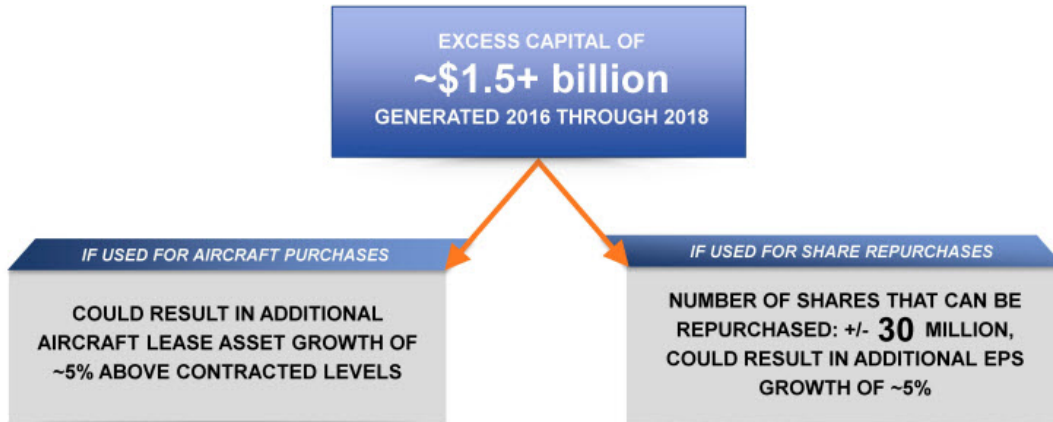 EXCESS CAPITAL OF
~$1.5+ billion
GENERATED 2016 THROUGH 2018
IF USED FOR AIRCRAFT PURCHASES
COULD RESULT IN ADDITIONAL
AIRCRAFT LEASE ASSET GROWTH OF
~5% ABOVE CONTRACTED LEVELS
IF USED FOR SHARE REPURCHASES
NUMBER OF SHARES THAT CAN BE
REPURCHASED: +/- 30 MILLION,
COULD RESULT IN ADDITIONAL EPS
GROWTH OF ~5%